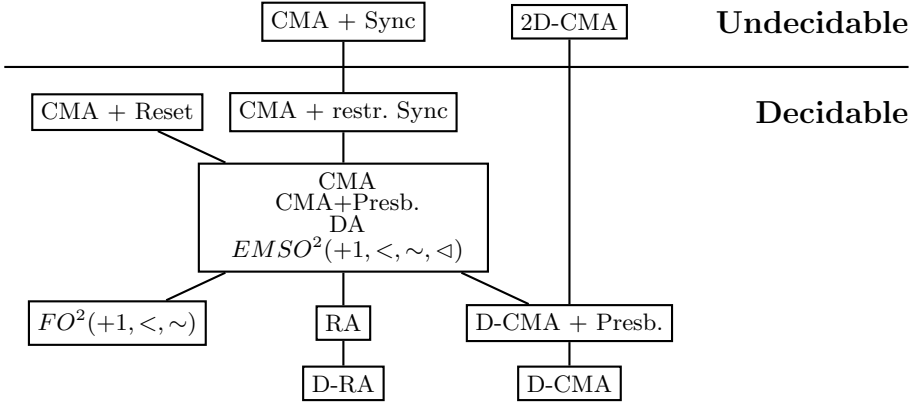 CMA + Sync
2D-CMA
Undecidable
CMA + Reset
CMA + restr. Sync
Decidable
CMA
CMA+Presb.
DA
EMSO²(+1, <, ∼, ⊲)
FO²(+1, <, ∼)
RA
D-CMA + Presb.
D-RA
D-CMA